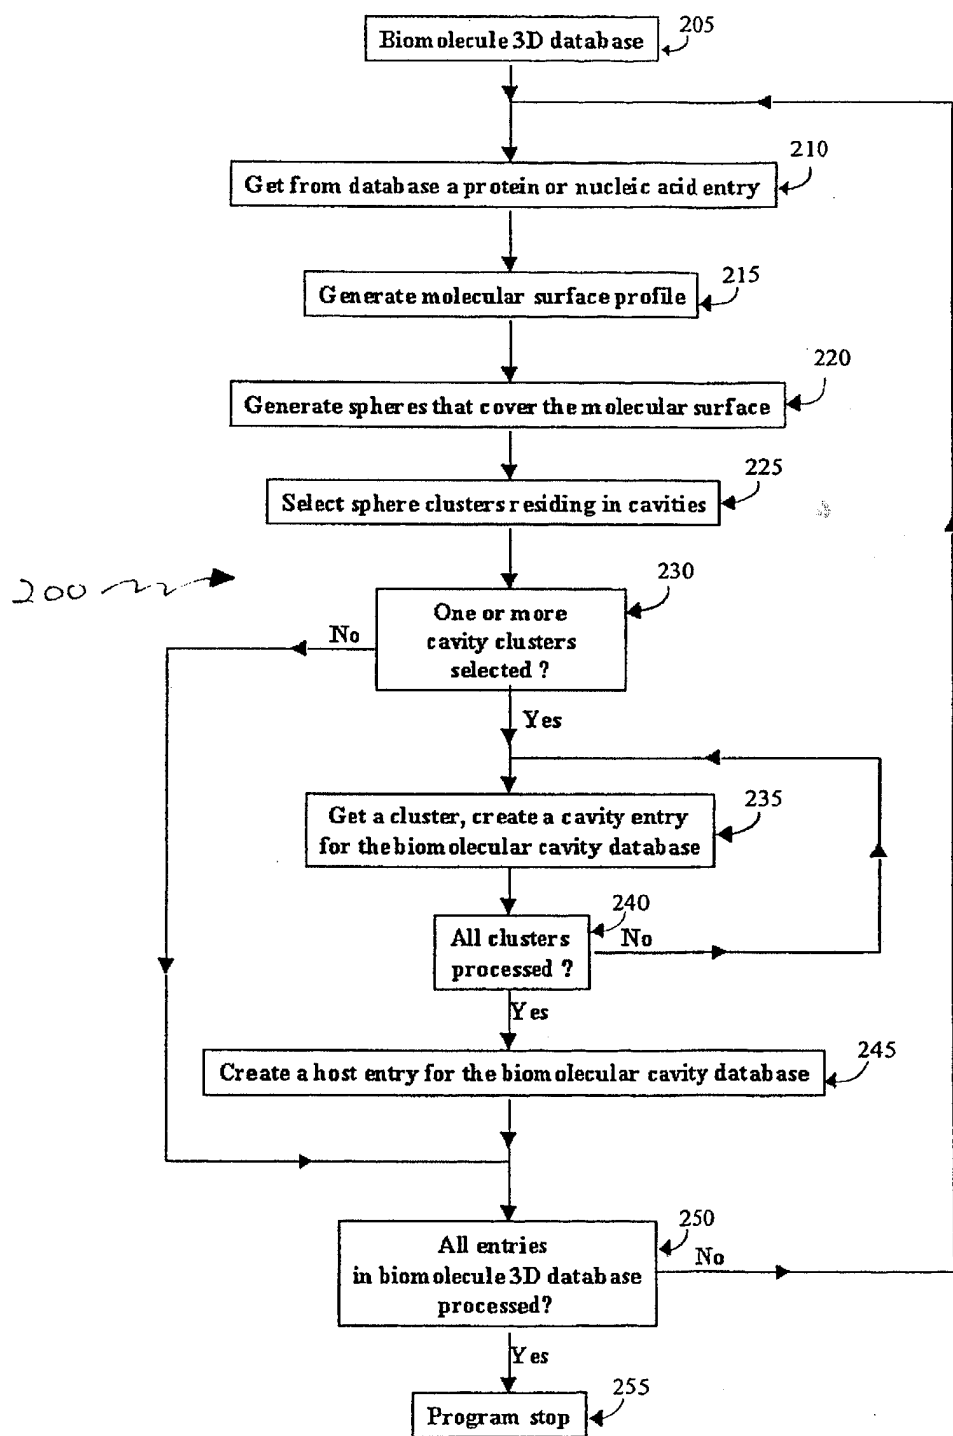 Biomolecule 3D database
205
210
Get from database a protein or nucleic acid entry
215
Generate molecular surface profile
220
Generate spheres that cover the molecular surface
225
Select sphere clusters residing in cavities
200
230
One or more
cavity clusters
selected ?
No
Yes
235
Get a cluster, create a cavity entry
for the biomolecular cavity database
240
All clusters
processed ?
No
Yes
245
Create a host entry for the biomolecular cavity database
250
All entries
in biomolecule 3D database
processed?
No
Yes
255
Program stop